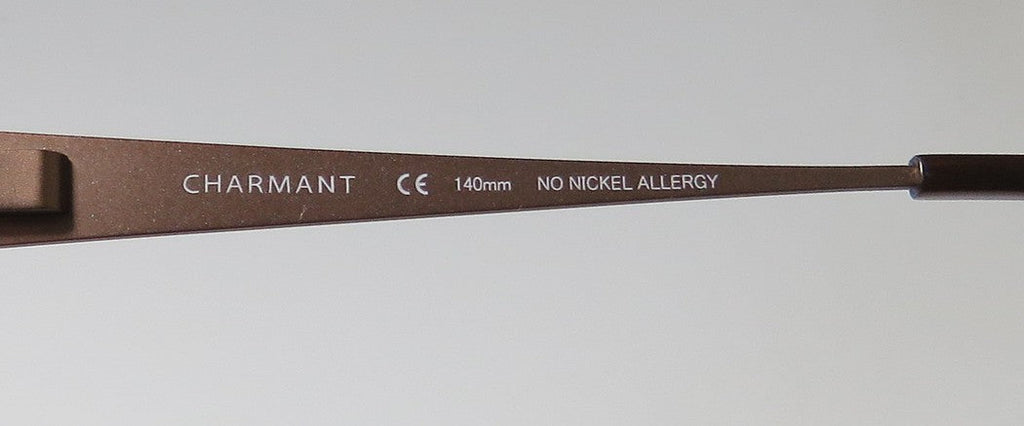 CHARMANT CE 140mm NO NICKEL ALLERGY